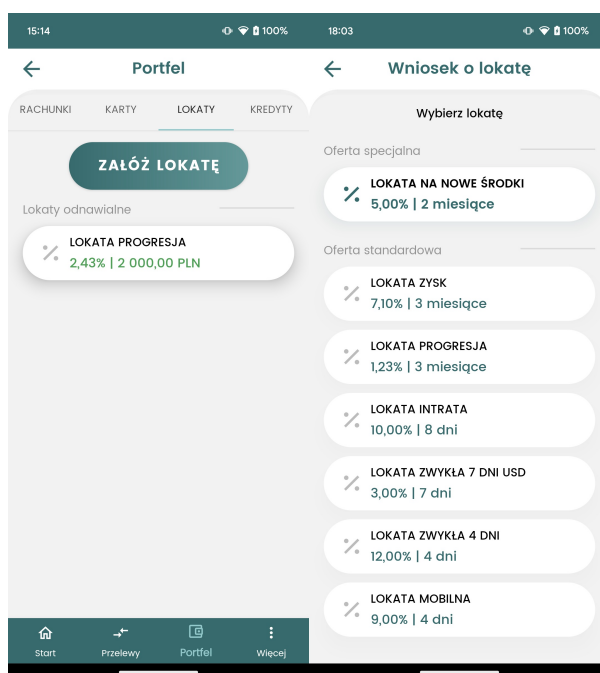 15:14
100%
Portfel
RACHUNKI KARTY LOKATY KREDYTY
ZAŁÓŻ LOKATĘ
Lokaty odnawialne
LOKATA PROGRESJA
2,43% | 2 000,00 PLN
Start Przelewy Portfel Więcej
18:03
100%
Wniosek o lokatę
Wybierz lokatę
Oferta specjalna
LOKATA NA NOWE ŚRODKI
5,00% | 2 miesiące
Oferta standardowa
LOKATA ZYSK
7,10% | 3 miesiące
LOKATA PROGRESJA
1,23% | 3 miesiące
LOKATA INTRATA
10,00% | 8 dni
LOKATA ZWYKŁA 7 DNI USD
3,00% | 7 dni
LOKATA ZWYKŁA 4 DNI
12,00% | 4 dni
LOKATA MOBILNA
9,00% | 4 dni